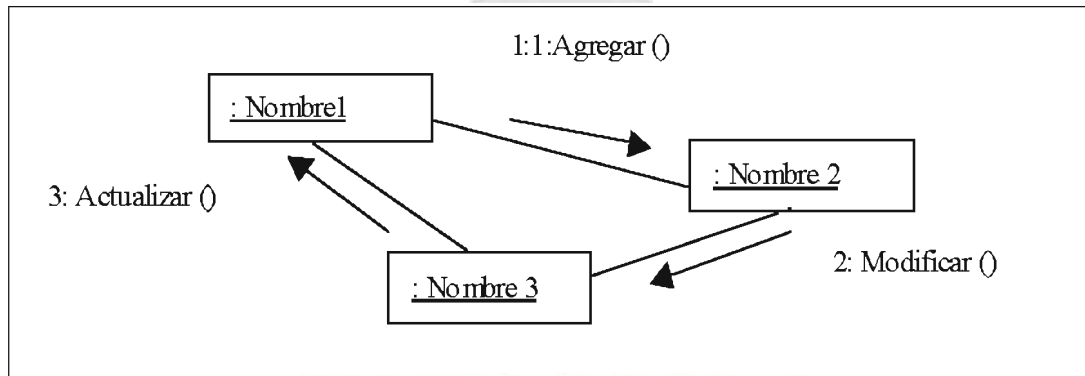 1:1:Agregar ()
: Nombre1
: Nombre 2
3: Actualizar ()
2: Modificar ()
: Nombre 3